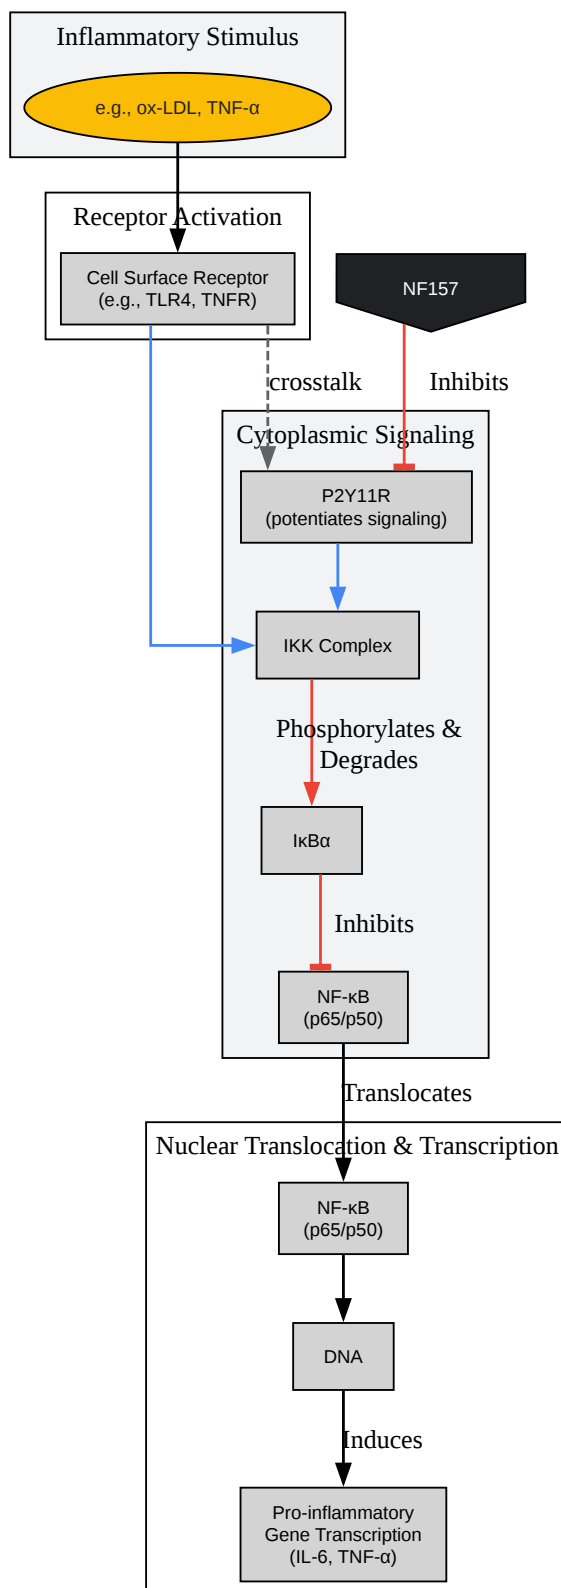 Inflammatory Stimulus
e.g., ox-LDL, TNF-α
Receptor Activation
Cell Surface Receptor
(e.g., TLR4, TNFR)
NF157
crosstalk
Inhibits
Cytoplasmic Signaling
P2Y11R
(potentiates signaling)
IKK Complex
Phosphorylates &
Degrades
IκBα
Inhibits
NF-κB
(p65/p50)
Translocates
Nuclear Translocation & Transcription
NF-κB
(p65/p50)
DNA
Induces
Pro-inflammatory
Gene Transcription
(IL-6, TNF-α)